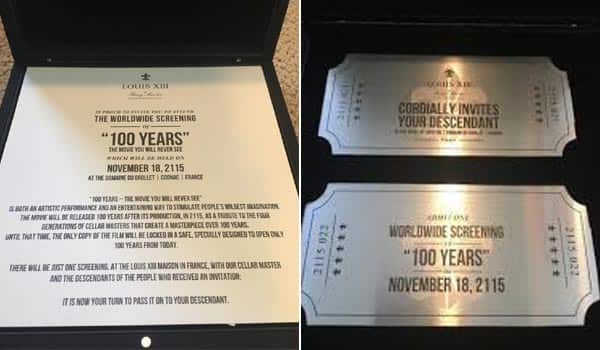 LOUIS XIII
IS PROUD TO INVITE YOU TO ATTEND
THE WORLDWIDE SCREENING
OF
“100 YEARS”
THE MOVIE YOU WILL NEVER SEE
WHICH WILL BE HELD ON
NOVEMBER 18, 2115
AT THE DOMAINE DU GROLLET | COGNAC | FRANCE
“100 YEARS – THE MOVIE YOU WILL NEVER SEE”
IS BOTH AN ARTISTIC PERFORMANCE AND AN ENTERTAINING WAY TO STIMULATE PEOPLE’S WILDEST IMAGINATION.
THE MOVIE WILL BE RELEASED 100 YEARS AFTER ITS PRODUCTION, IN 2115, AS A TRIBUTE TO THE FOUR
GENERATIONS OF CELLAR MASTERS THAT CREATE A MASTERPIECE OVER 100 YEARS.
UNTIL THAT TIME, THE ONLY COPY OF THE FILM WILL BE LOCKED IN A SAFE, SPECIALLY DESIGNED TO OPEN ONLY
100 YEARS FROM TODAY.
THERE WILL BE JUST ONE SCREENING, AT THE LOUIS XIII MAISON IN FRANCE, WITH OUR CELLAR MASTER
AND THE DESCENDANTS OF THE PEOPLE WHO RECEIVED AN INVITATION:
IT IS NOW YOUR TURN TO PASS IT ON TO YOUR DESCENDANT.
LOUIS XIII
CORDIALLY INVITES
YOUR DESCENDANT
ADMIT ONE
WORLDWIDE SCREENING
OF
“100 YEARS”
ON
NOVEMBER 18, 2115
2115 022
2115 022